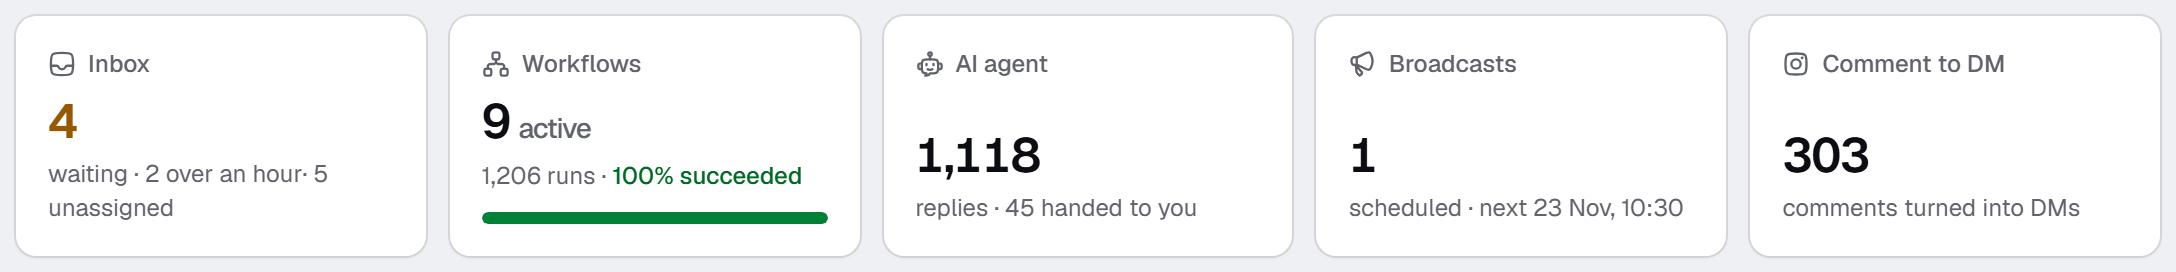 Inbox
4
waiting · 2 over an hour· 5
unassigned
Workflows
9 active
1,206 runs · 100% succeeded
AI agent
1,118
replies · 45 handed to you
Broadcasts
1
scheduled · next 23 Nov, 10:30
Comment to DM
303
comments turned into DMs